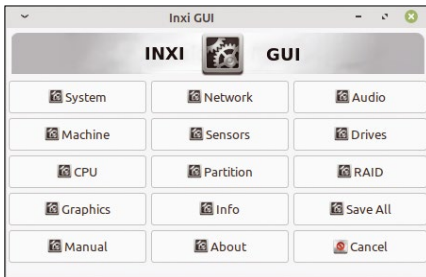 Inxi GUI
INXI GUI
System Network Audio
Machine Sensors Drives
CPU Partition RAID
Graphics Info Save All
Manual About Cancel